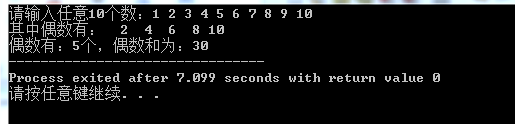 请输入任意10个数：1 2 3 4 5 6 7 8 9 10
其中偶数有：  2  4  6  8 10
偶数有：5个，偶数和为：30
--------------------------------
Process exited after 7.099 seconds with return value 0
请按任意键继续. . .